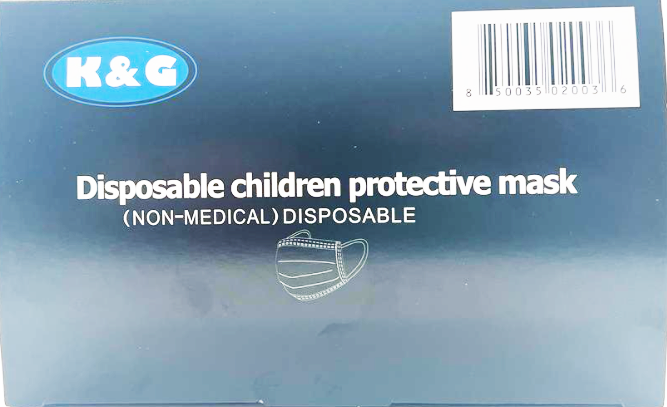 K&G
8 50035 02003 6
Disposable children protective mask
(NON-MEDICAL) DISPOSABLE